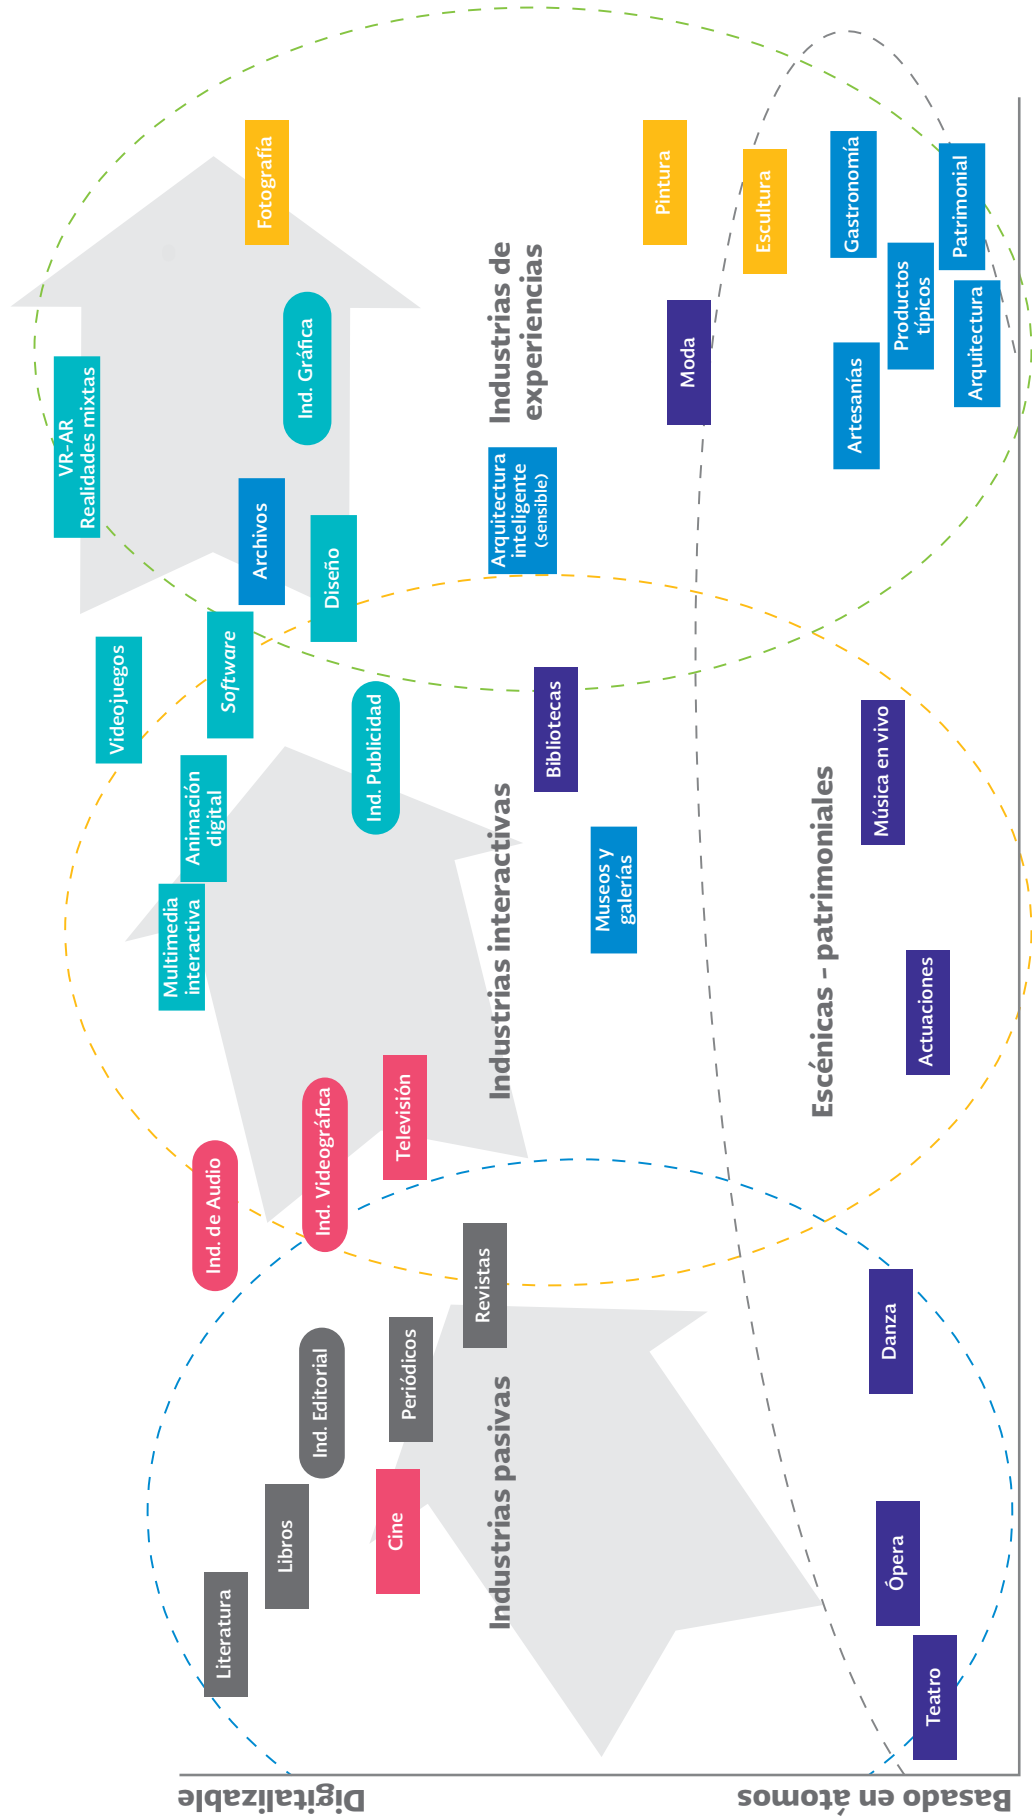 Digitalizable
Basado en átomos
Literatura
Libros
Ind. Editorial
Cine
Periódicos
Revistas
Industrias pasivas
Teatro
Ópera
Danza
Ind. de Audio
Ind. Videográfica
Televisión
Multimedia
interactiva
Animación
digital
Videojuegos
Software
Ind. Publicidad
Industrias interactivas
Bibliotecas
Museos y
galerías
Escénicas - patrimoniales
Actuaciones
Música en vivo
VR-AR
Realidades mixtas
Archivos
Diseño
Ind. Gráfica
Fotografía
Arquitectura
inteligente
(sensible)
Industrias de
experiencias
Pintura
Moda
Escultura
Gastronomía
Artesanías
Productos
típicos
Patrimonial
Arquitectura